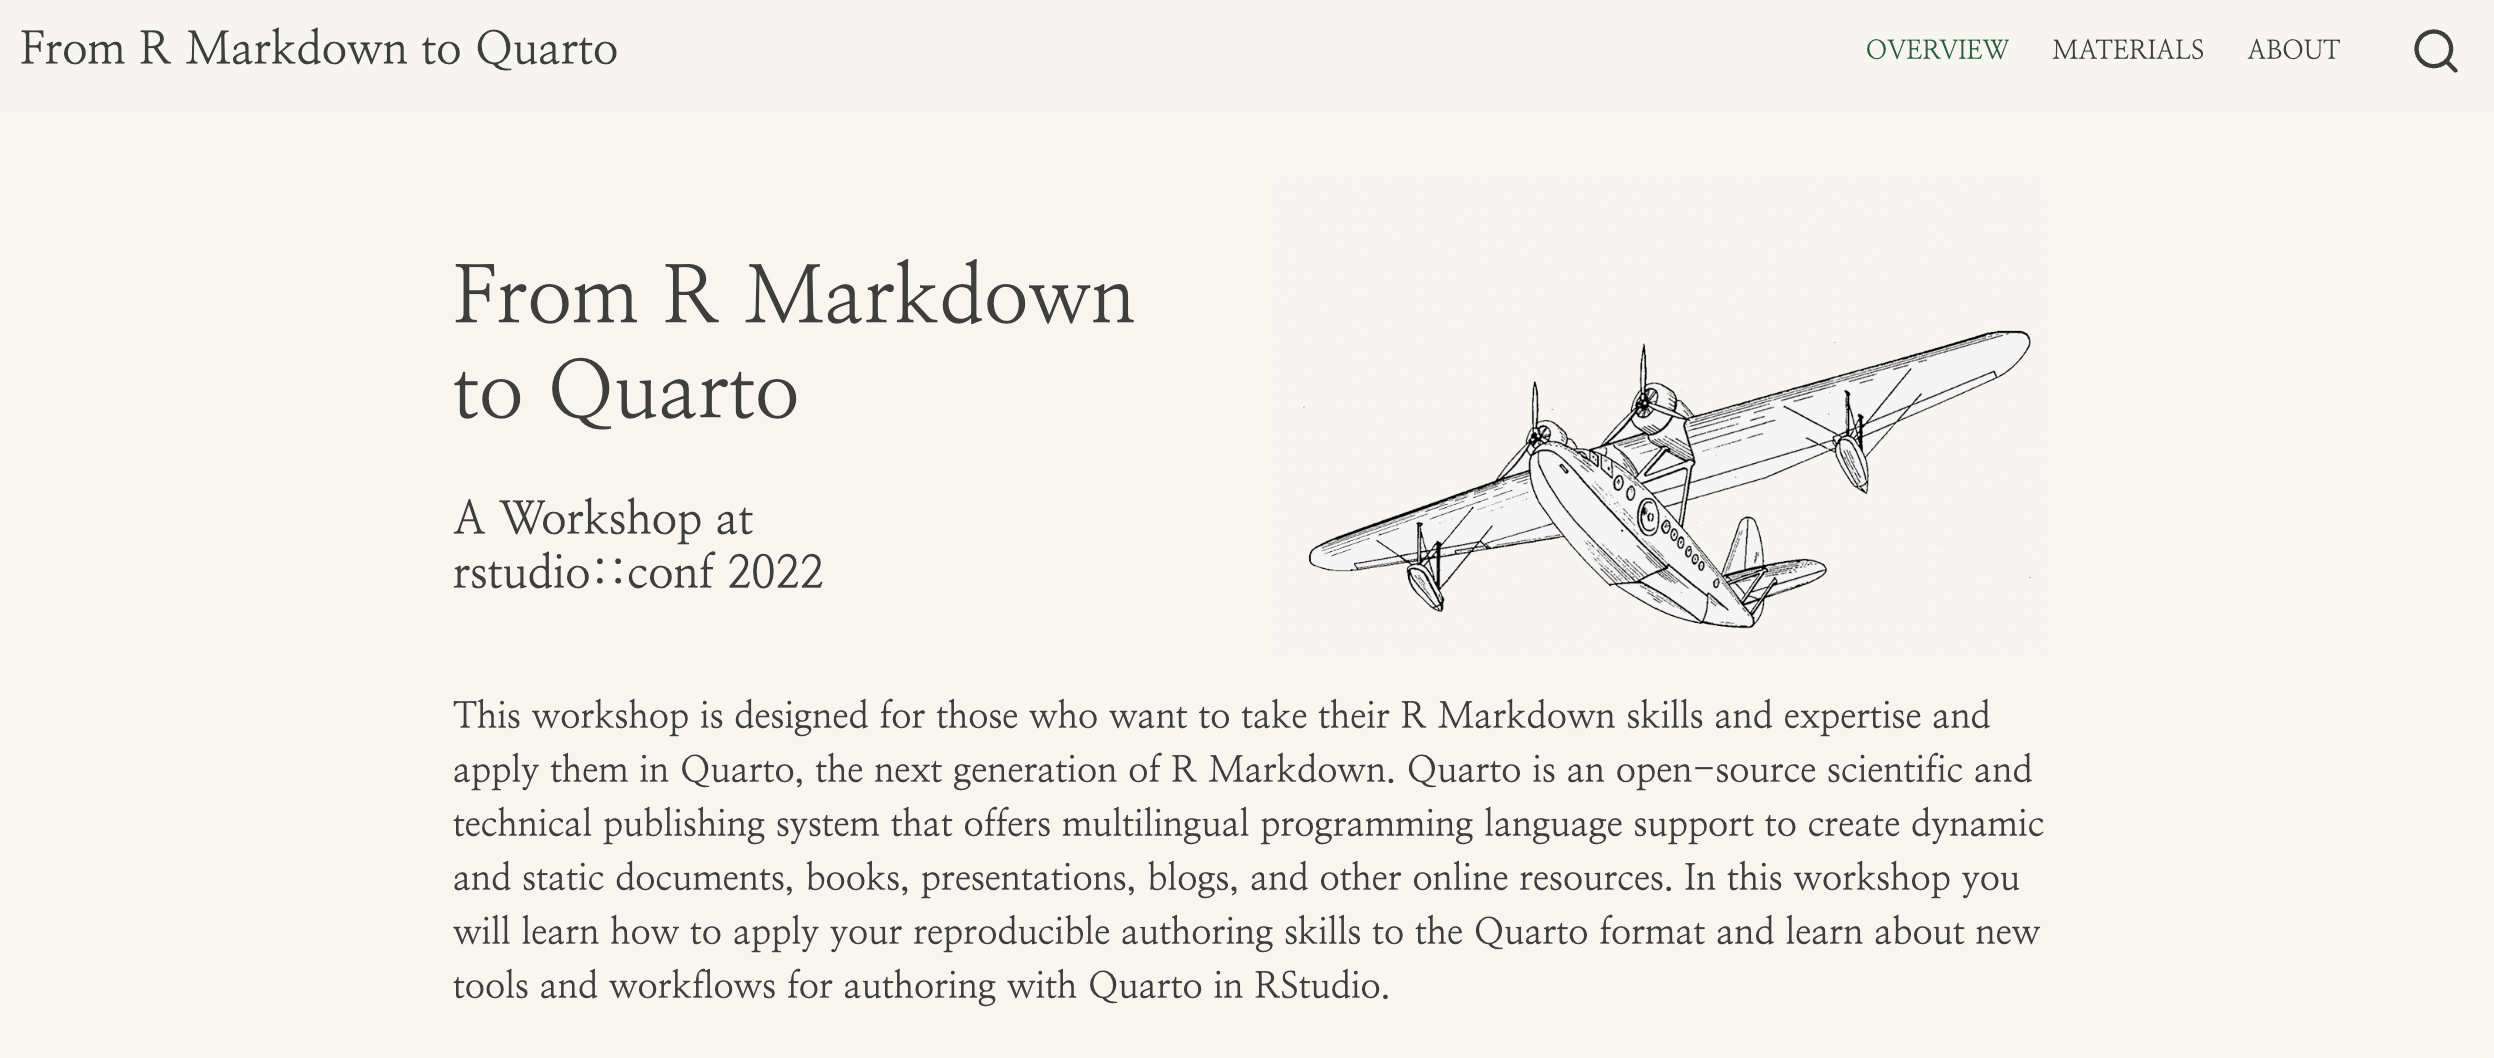 From R Markdown to Quarto
OVERVIEW MATERIALS ABOUT
From R Markdown
to Quarto
A Workshop at
rstudio::conf 2022
This workshop is designed for those who want to take their R Markdown skills and expertise and
apply them in Quarto, the next generation of R Markdown. Quarto is an open-source scientific and
technical publishing system that offers multilingual programming language support to create dynamic
and static documents, books, presentations, blogs, and other online resources. In this workshop you
will learn how to apply your reproducible authoring skills to the Quarto format and learn about new
tools and workflows for authoring with Quarto in RStudio.